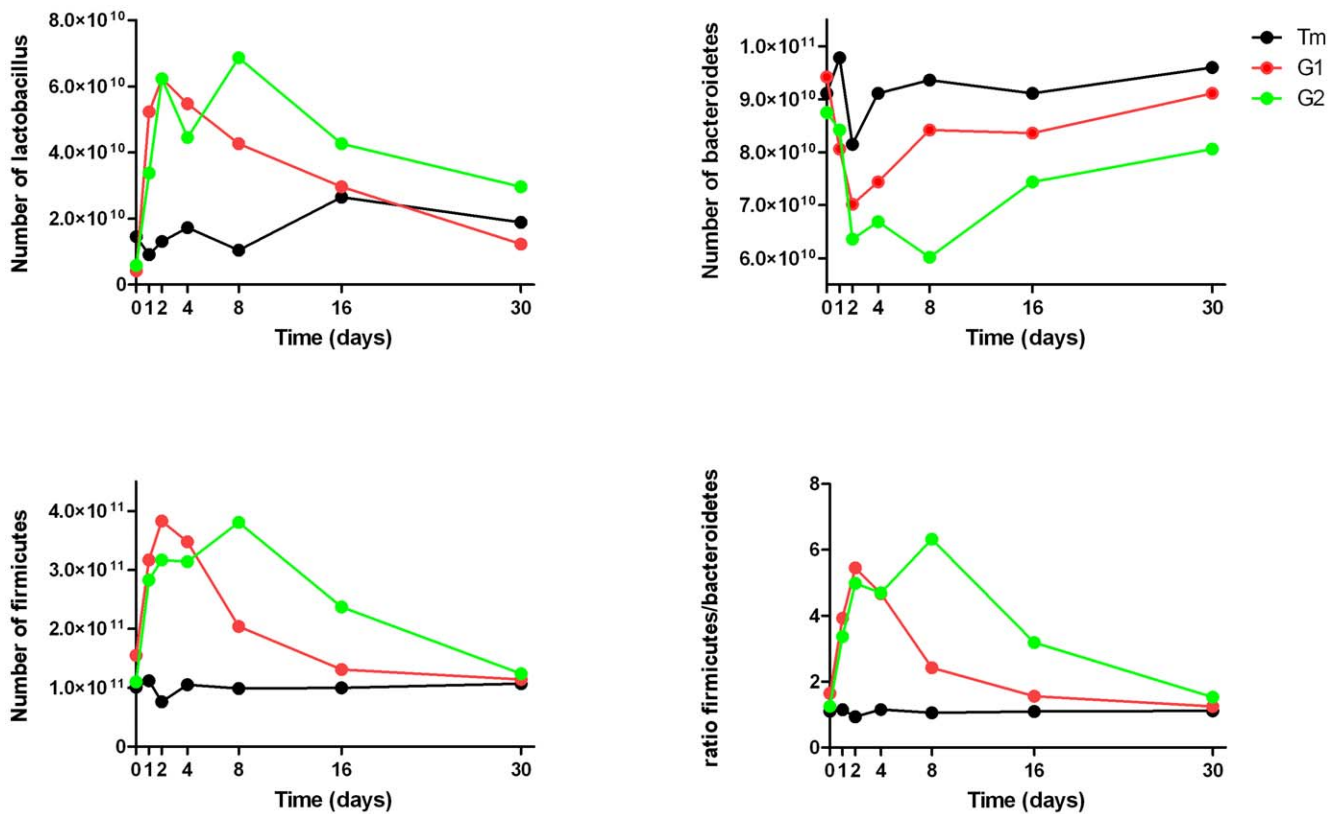 Number of lactobacillus
8.0×10¹⁰
6.0×10¹⁰
4.0×10¹⁰
2.0×10¹⁰
0
0 1 2 4 8 16 30
Time (days)
Number of bacteroidetes
1.0×10¹¹
9.0×10¹⁰
8.0×10¹⁰
7.0×10¹⁰
6.0×10¹⁰
0 1 2 4 8 16 30
Time (days)
Tm
G1
G2
Number of firmicutes
4.0×10¹¹
3.0×10¹¹
2.0×10¹¹
1.0×10¹¹
0
0 1 2 4 8 16 30
Time (days)
ratio firmicutes/bacteroidetes
8
6
4
2
0
0 1 2 4 8 16 30
Time (days)